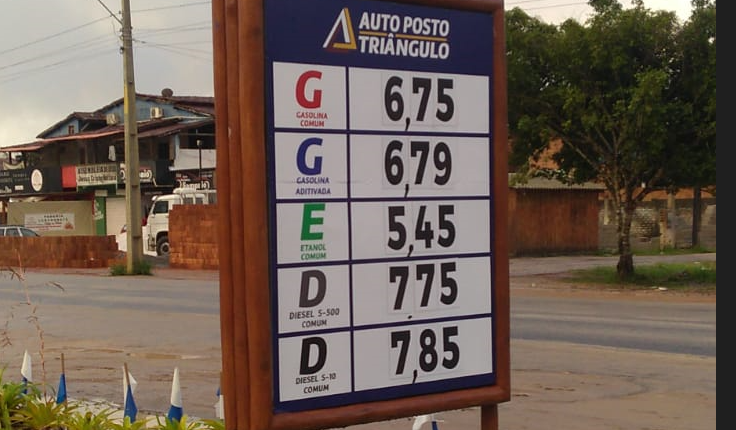 AUTO POSTO
TRIÂNGULO
G
GASOLINA
COMUM
6,75
G
GASOLINA
ADITIVADA
6,79
E
ETANOL
COMUM
5,45
D
DIESEL S-500
COMUM
7,75
D
DIESEL S-10
COMUM
7,85